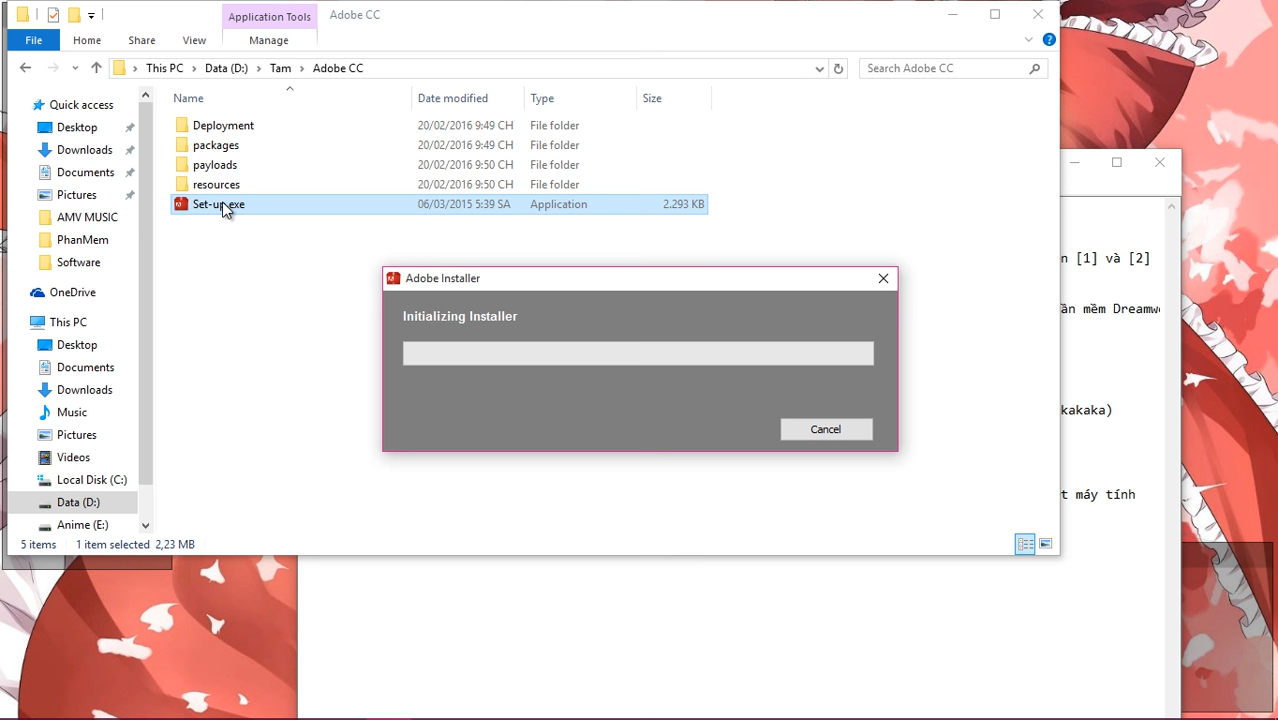 Application Tools
Adobe CC
File
Home
Share
View
Manage
This PC
Data (D:)
Tam
Adobe CC
Search Adobe CC
Name
Date modified
Type
Size
Deployment
20/02/2016 9:49 CH
File folder
packages
20/02/2016 9:49 CH
File folder
payloads
20/02/2016 9:50 CH
File folder
resources
20/02/2016 9:50 CH
File folder
Set-up.exe
06/03/2015 5:39 SA
Application
2.293 KB
Quick access
Desktop
Downloads
Documents
Pictures
AMV MUSIC
PhanMem
Software
OneDrive
This PC
Desktop
Documents
Downloads
Music
Pictures
Videos
Local Disk (C:)
Data (D:)
Anime (E:)
5 items
1 item selected 2,23 MB
Adobe Installer
Initializing Installer
Cancel
n [1] và [2]
ần mềm Dreamw
kakaka)
t máy tính